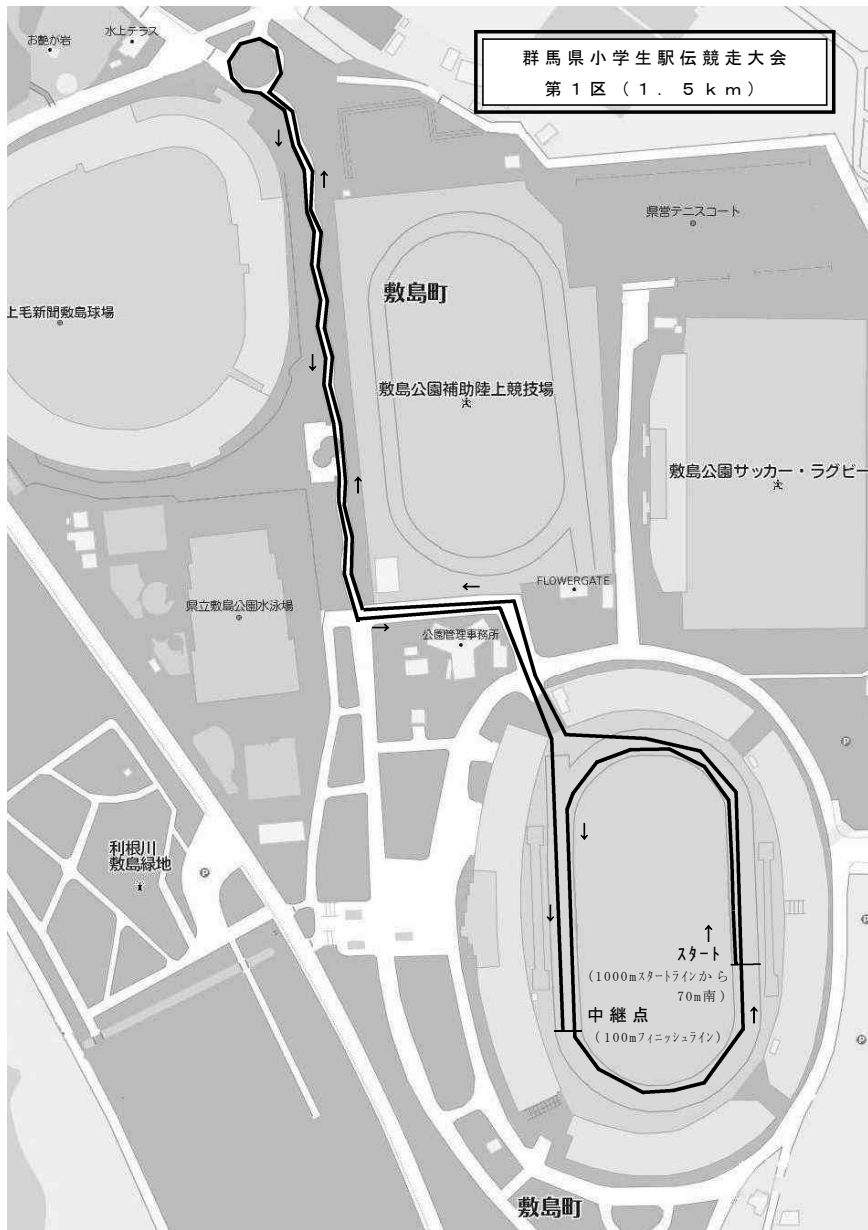 お艶が岩
水上テラス
群馬県小学生駅伝競走大会
第1区(1.5km)
県営テニスコート
敷島町
上毛新聞敷島球場
敷島公園補助陸上競技場
敷島公園サッカー・ラグビー
FLOWERGATE
県立敷島公園水泳場
公園管理事務所
P
利根川
敷島緑地
P
P
スタート
(1000mスタートラインから
70m南)
中継点
(100mフィニッシュライン)
P
敷島町